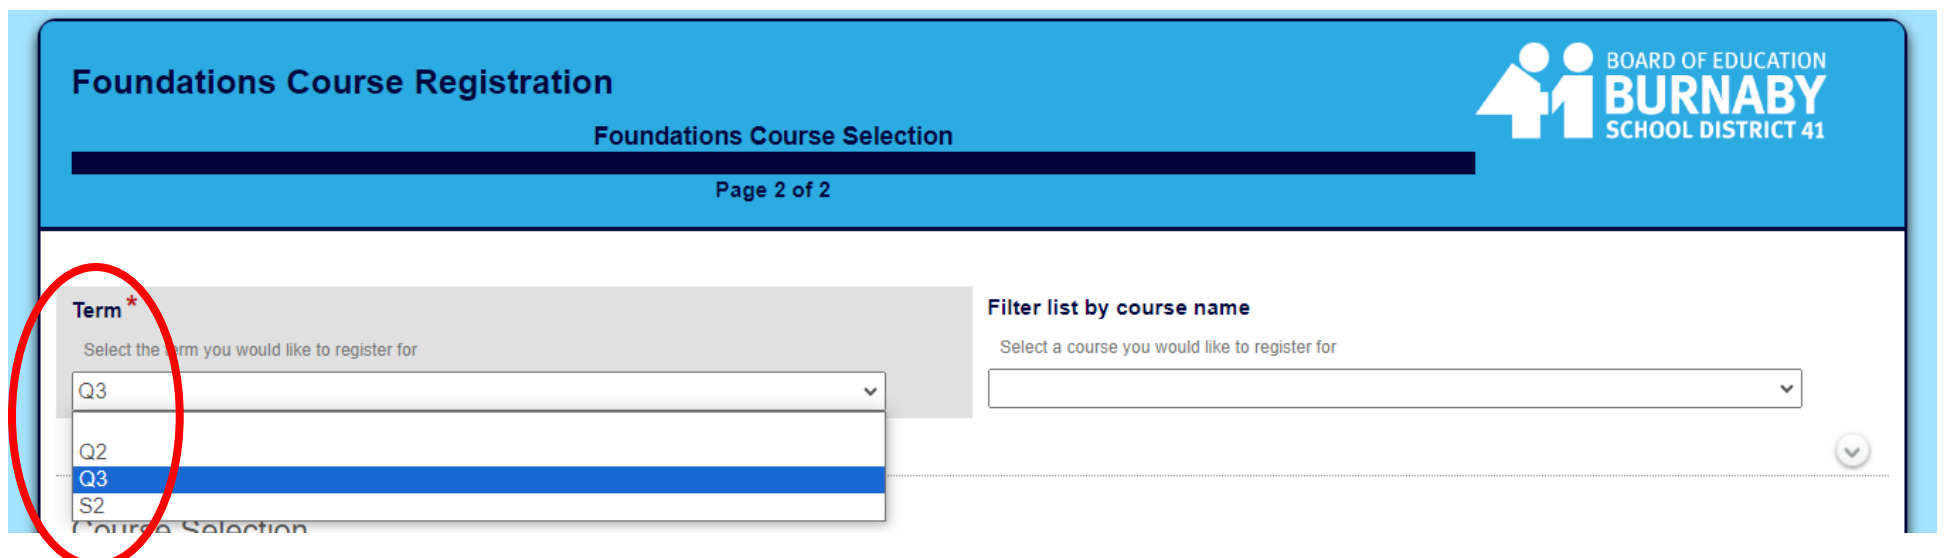 Foundations Course Registration
BOARD OF EDUCATION
BURNABY
SCHOOL DISTRICT 41
Foundations Course Selection
Page 2 of 2
Term *
Select the term you would like to register for
Q3
Q2
Q3
S2
Filter list by course name
Select a course you would like to register for
Course Selection